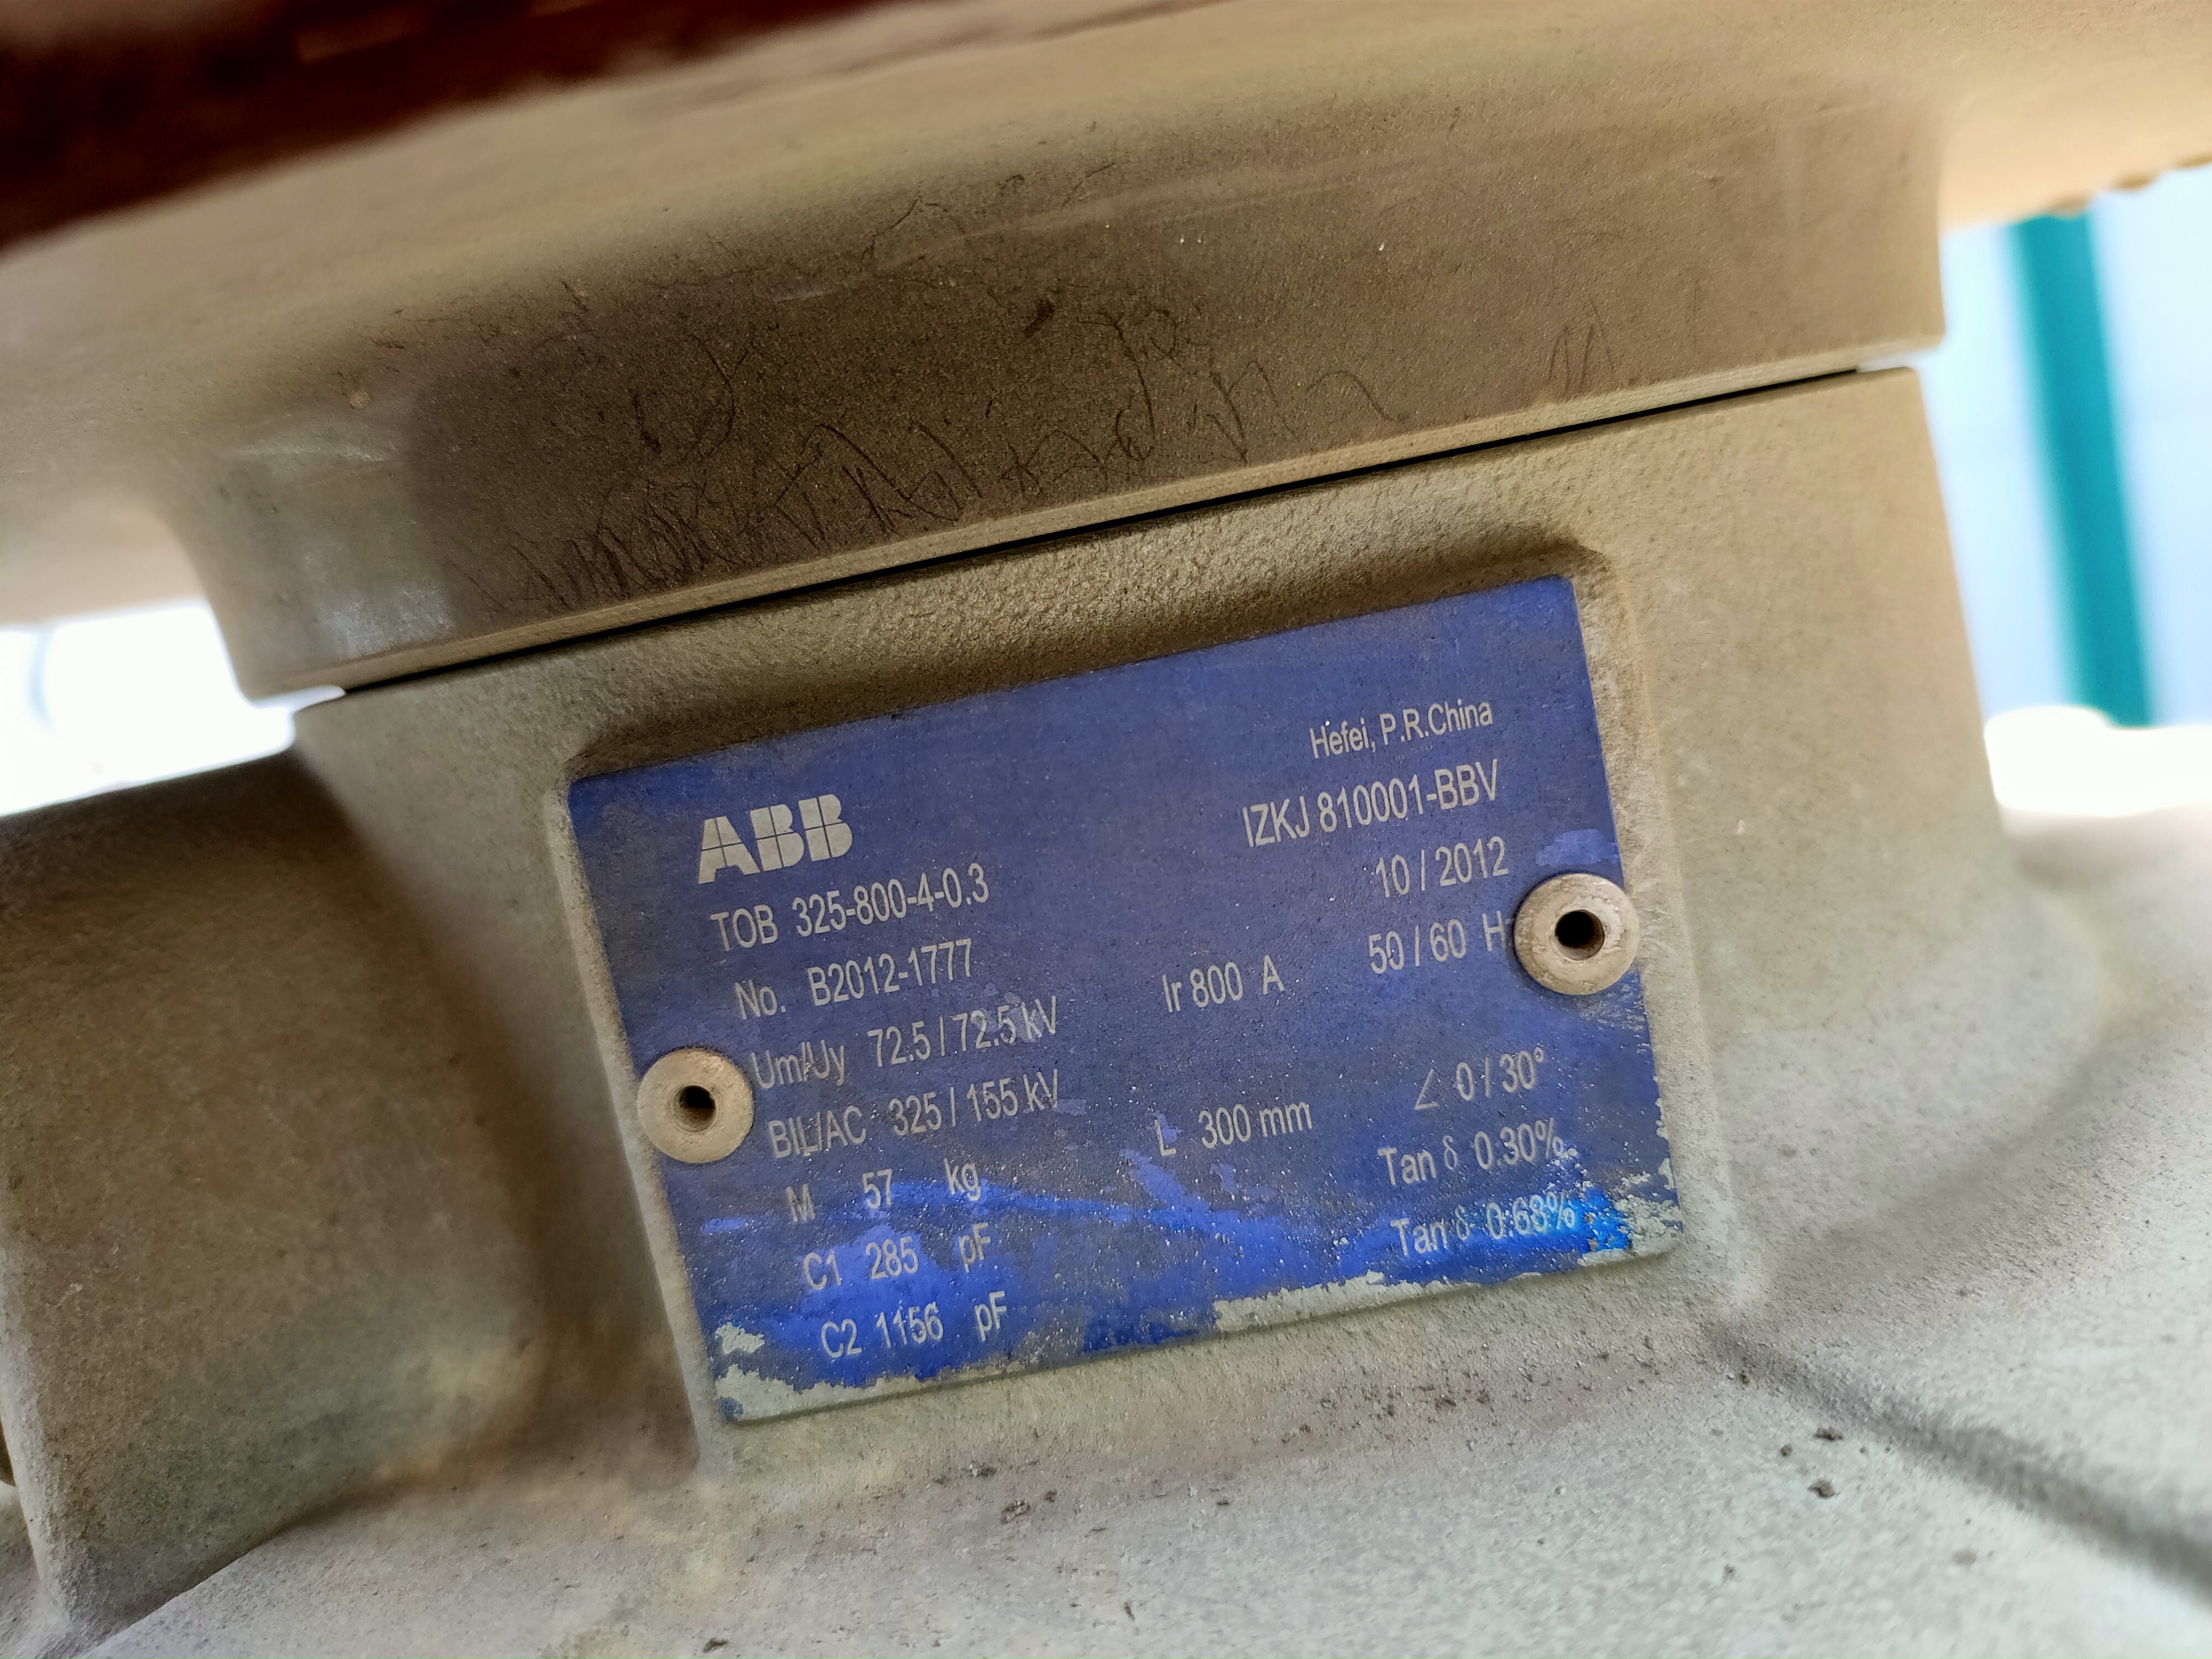 Hefei, P.R.China
ABB IZKJ 810001-BBV
TOB 325-800-4-0.3 10 / 2012
No. B2012-1777 Ir 800 A 50 / 60 H
Um/Uy 72.5 / 72.5 kV
BIL/AC 325 / 155 kV L 300 mm ∠ 0 / 30°
M 57 kg Tan δ 0.30%
C1 285 pF Tan δ 0.68%
C2 1156 pF